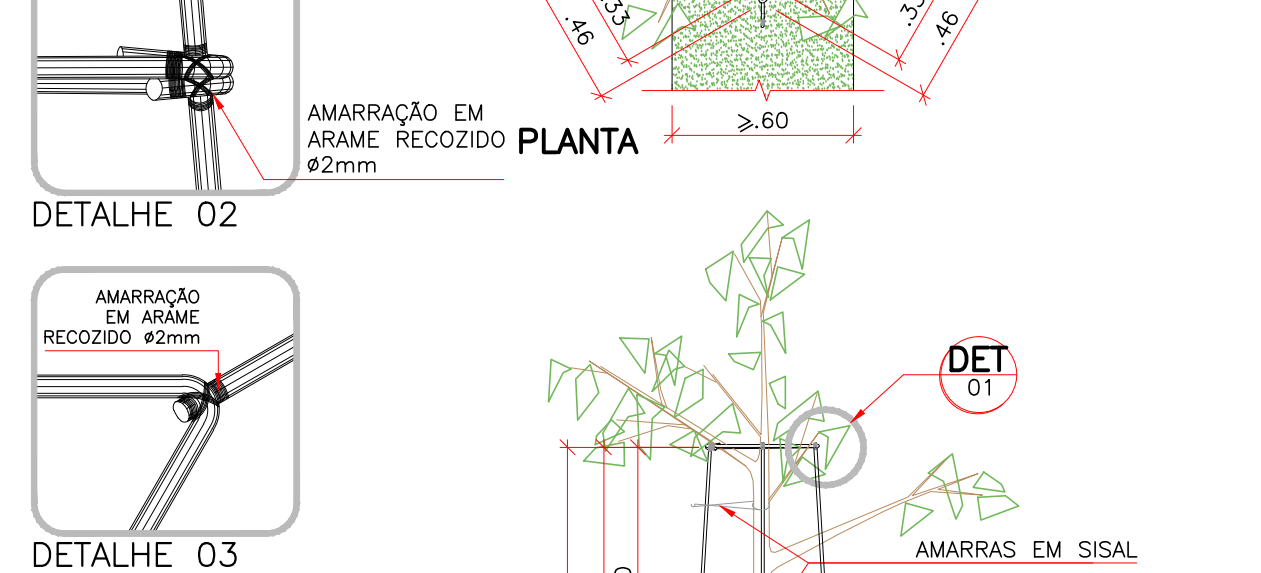 .33
.46
.33
.46
AMARRAÇÃO EM
ARAME RECOZIDO
ø2mm
PLANTA
⩾.60
DETALHE 02
AMARRAÇÃO
EM ARAME
RECOZIDO ø2mm
DET
01
AMARRAS EM SISAL
DETALHE 03